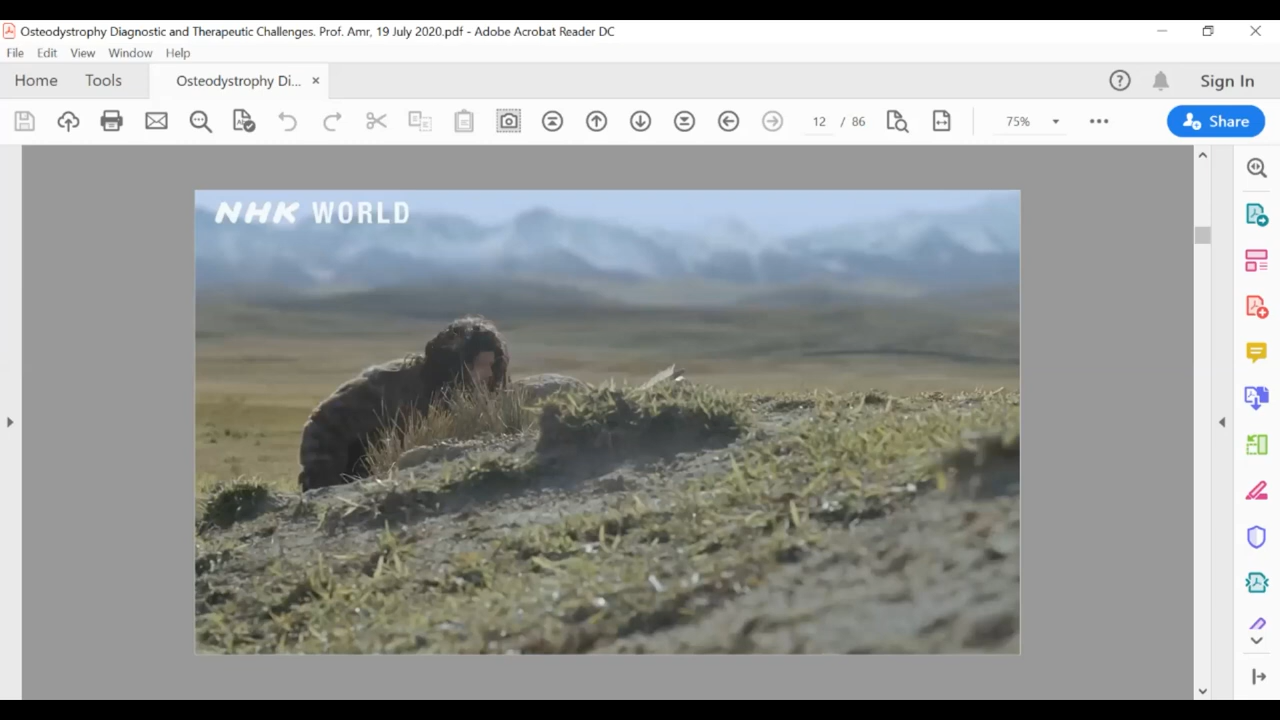 Osteodystrophy Diagnostic and Therapeutic Challenges. Prof. Amr, 19 July 2020.pdf - Adobe Acrobat Reader DC
File Edit View Window Help
Home Tools Osteodystrophy Di... × Sign In
12 / 86 75% Share
NHK WORLD